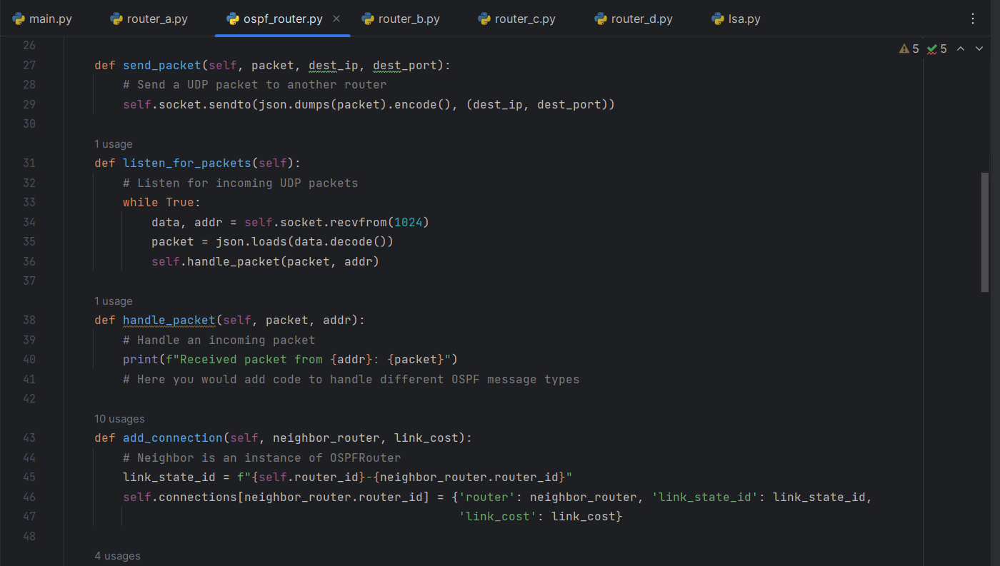 main.py router_a.py ospf_router.py router_b.py router_c.py router_d.py lsa.py
26 5 5
27 def send_packet(self, packet, dest_ip, dest_port):
28 # Send a UDP packet to another router
29 self.socket.sendto(json.dumps(packet).encode(), (dest_ip, dest_port))
30
1 usage
31 def listen_for_packets(self):
32 # Listen for incoming UDP packets
33 while True:
34 data, addr = self.socket.recvfrom(1024)
35 packet = json.loads(data.decode())
36 self.handle_packet(packet, addr)
37
1 usage
38 def handle_packet(self, packet, addr):
39 # Handle an incoming packet
40 print(f"Received packet from {addr}: {packet}")
41 # Here you would add code to handle different OSPF message types
42
10 usages
43 def add_connection(self, neighbor_router, link_cost):
44 # Neighbor is an instance of OSPFRouter
45 link_state_id = f"{self.router_id}-{neighbor_router.router_id}"
46 self.connections[neighbor_router.router_id] = {'router': neighbor_router, 'link_state_id': link_state_id,
47 'link_cost': link_cost}
48
4 usages